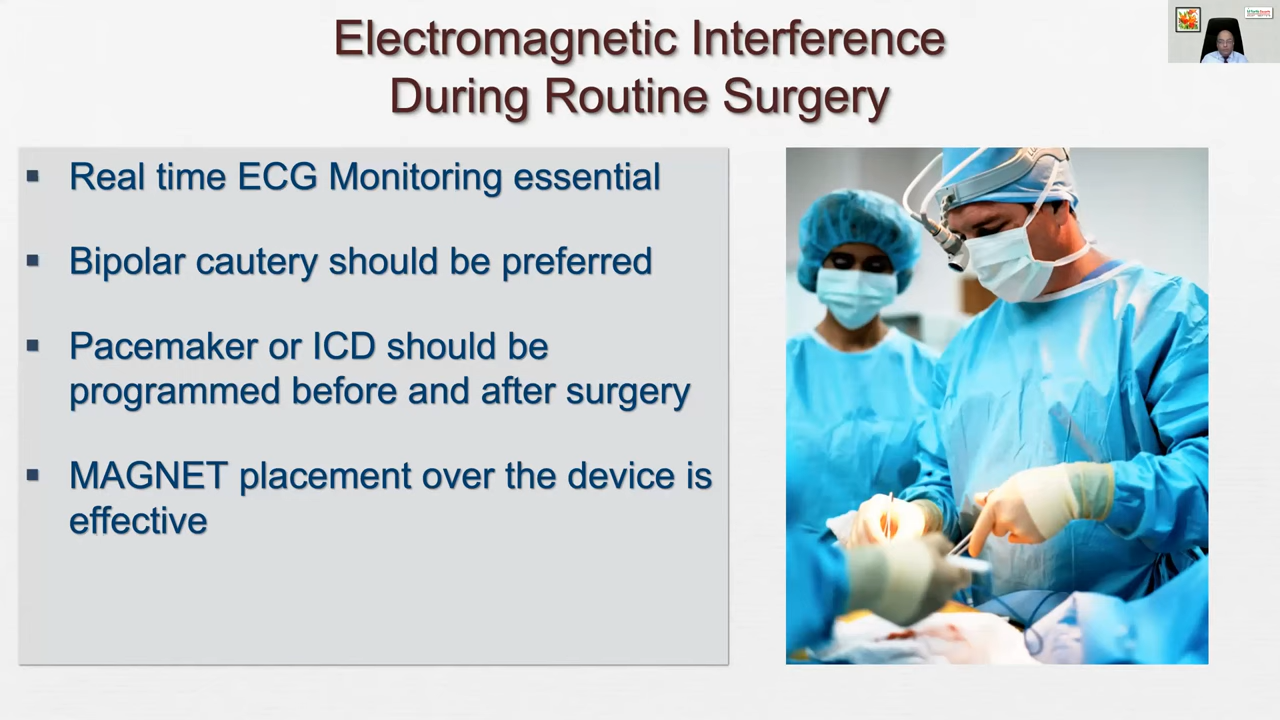 Electromagnetic Interference
During Routine Surgery
▪ Real time ECG Monitoring essential
▪ Bipolar cautery should be preferred
▪ Pacemaker or ICD should be
programmed before and after surgery
▪ MAGNET placement over the device is
effective